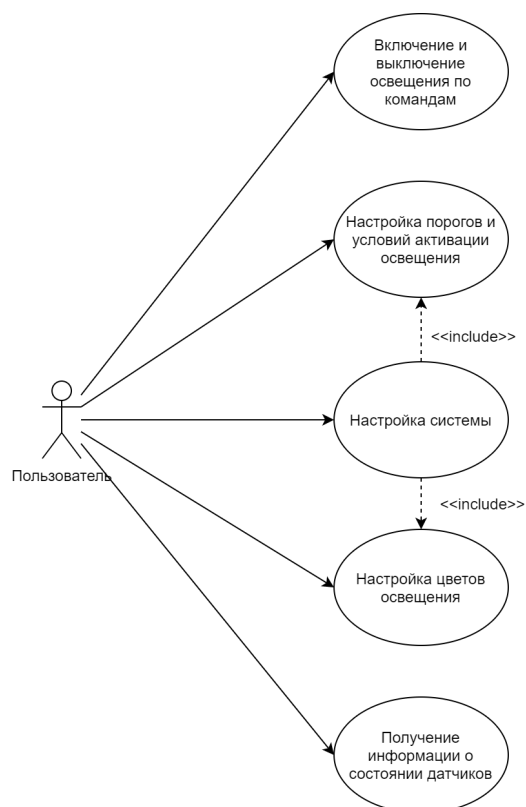 Включение и
выключение
освещения по
командам
Настройка порогов и
условий активации
освещения
<<include>>
Настройка системы
Пользователь
<<include>>
Настройка цветов
освещения
Получение
информации о
состоянии датчиков